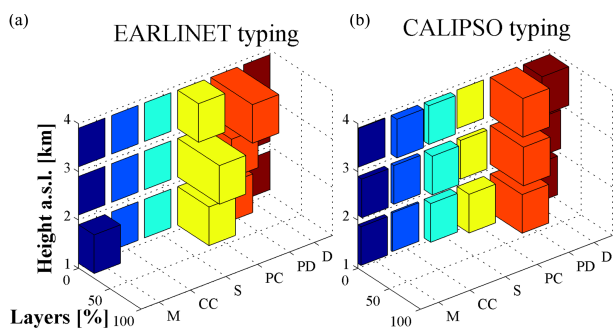 (a)
EARLINET typing
(b)
CALIPSO typing
Height a.s.l. [km]
4
3
2
1
0
50
100
Layers [%]
M
CC
S
PC
PD
D
4
3
2
1
0
50
100
M
CC
S
PC
PD
D